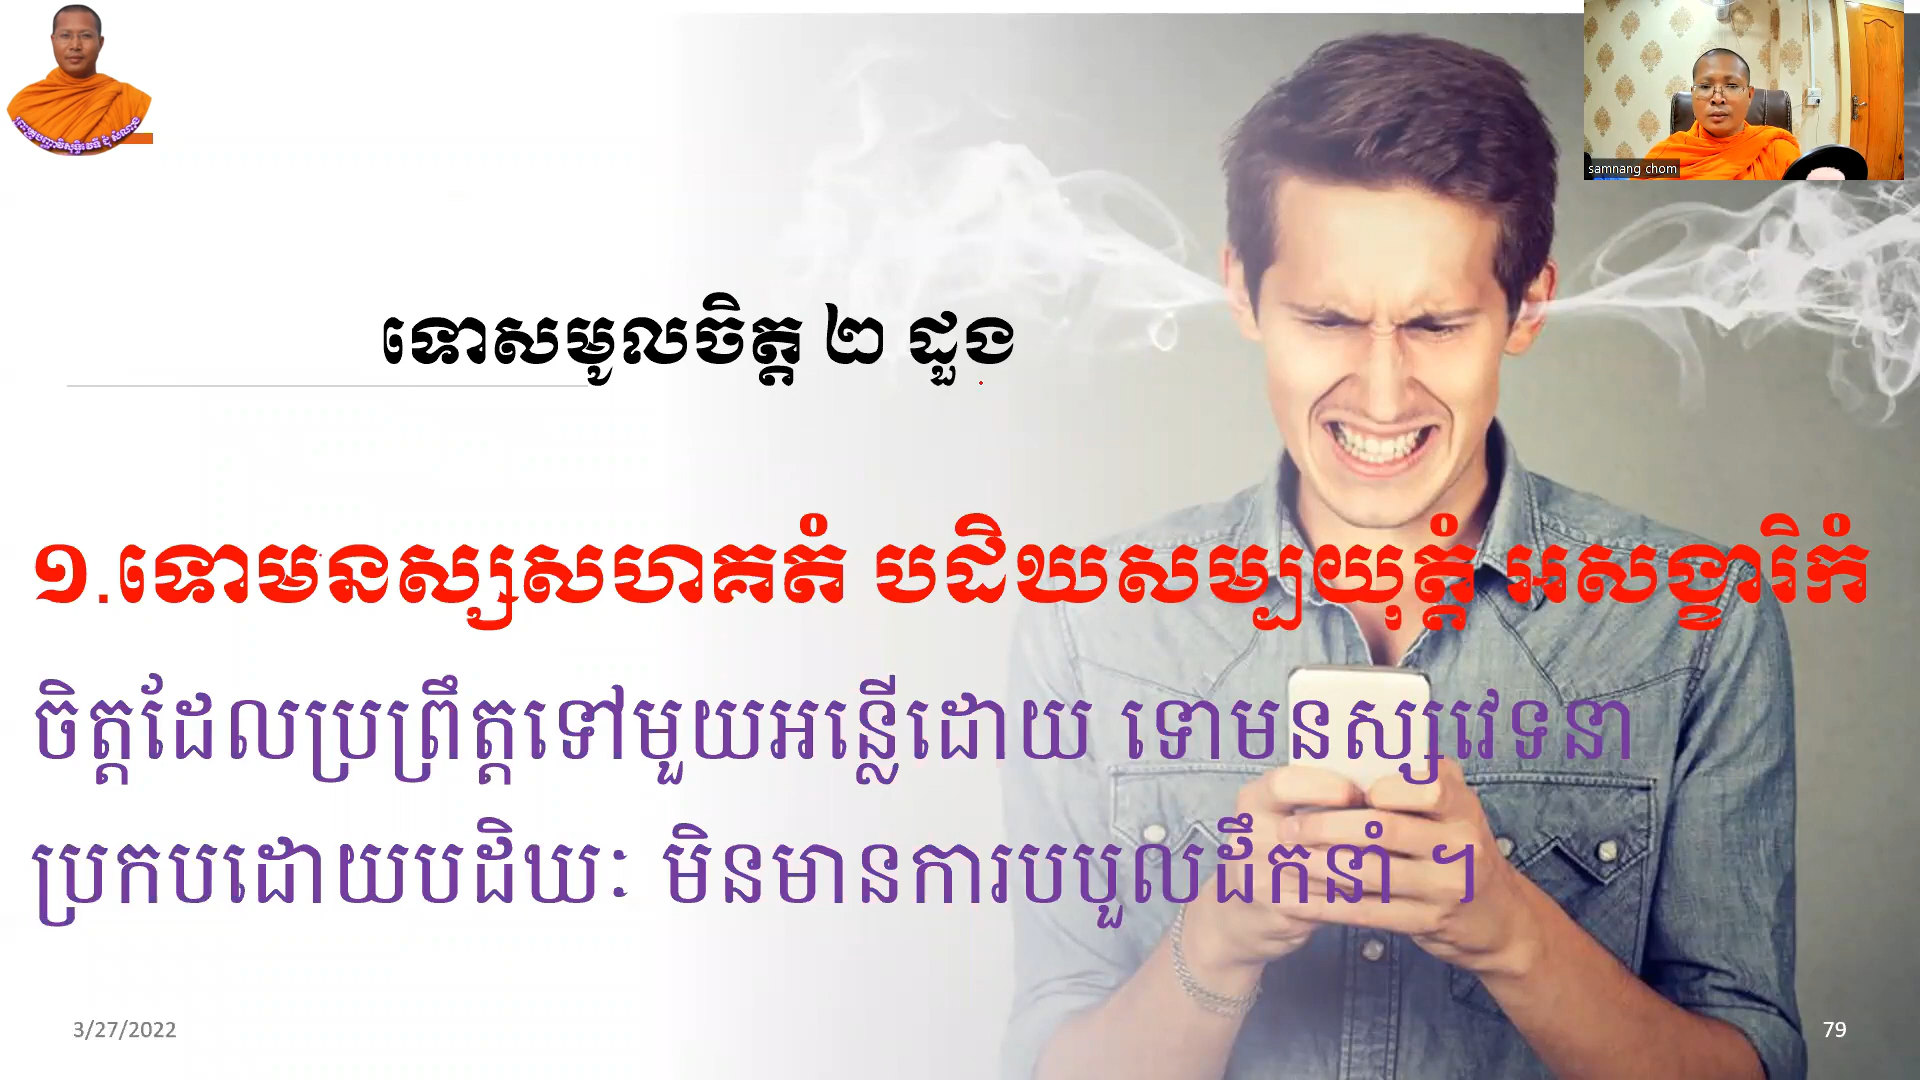 samnang chom
ទោសមូលចិត្ត ២ ដួង
១.ទោមនស្សសហគតំ បដិឃសម្បយុត្តំ អសង្ខារិកំ
ចិត្តដែលប្រព្រឹត្តទៅមួយអន្លើដោយ ទោមនស្សវេទនា
ប្រកបដោយបដិឃៈ មិនមានការបបួលដឹកនាំ ។
3/27/2022
79